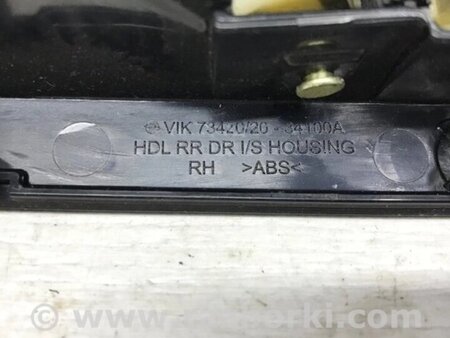 VIK 73420/20 - 34100A
HDL RR DR I/S HOUSING
RH >ABS<